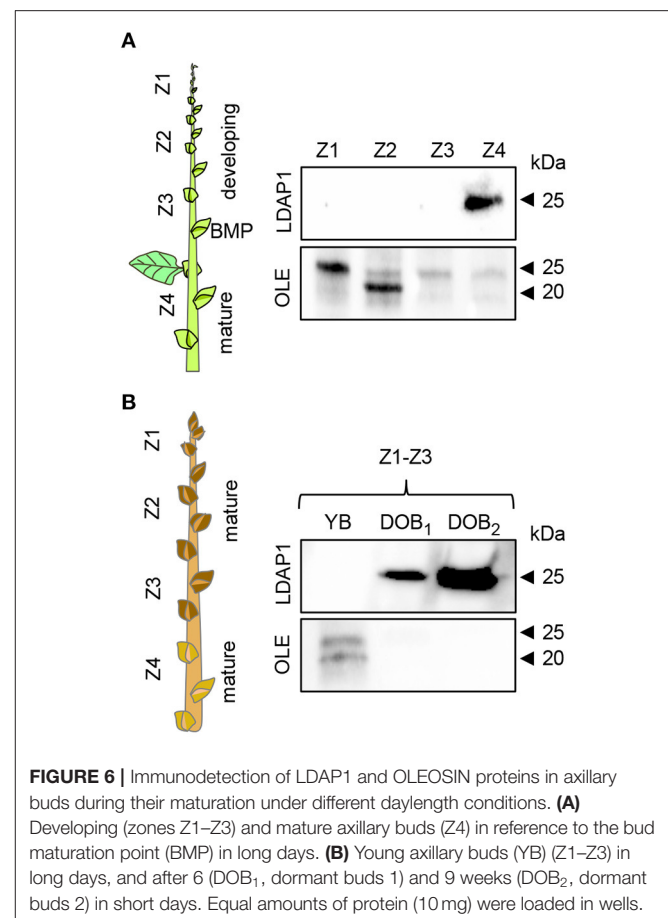 A
Z1
Z2
Z3
Z4
developing
BMP
mature
Z1 Z2 Z3 Z4
kDa
LDAP1
25
OLE
25
20
B
Z1
Z2
Z3
Z4
mature
mature
Z1-Z3
YB DOB1 DOB2
kDa
LDAP1
25
OLE
25
20
FIGURE 6 | Immunodetection of LDAP1 and OLEOSIN proteins in axillary
buds during their maturation under different daylength conditions. (A)
Developing (zones Z1–Z3) and mature axillary buds (Z4) in reference to the bud
maturation point (BMP) in long days. (B) Young axillary buds (YB) (Z1–Z3) in
long days, and after 6 (DOB1, dormant buds 1) and 9 weeks (DOB2, dormant
buds 2) in short days. Equal amounts of protein (10 mg) were loaded in wells.